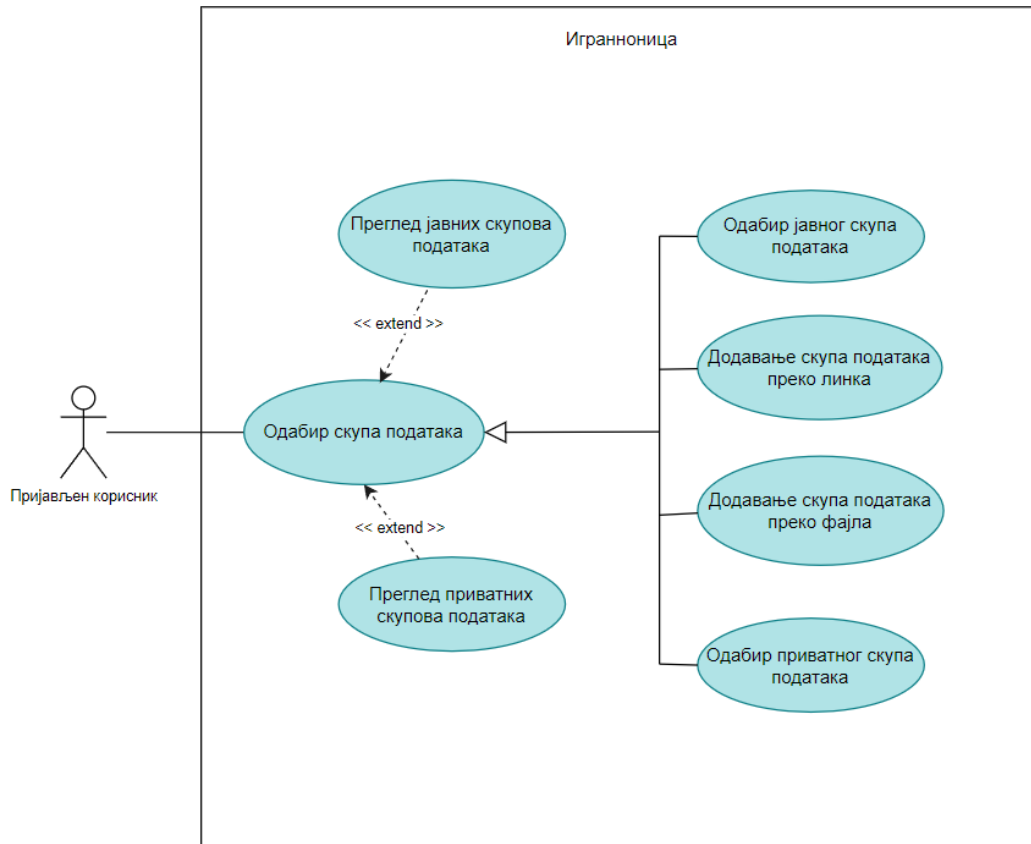 Игранноница
Преглед јавних скупова
података
<< extend >>
Одабир скупа података
Пријављен корисник
<< extend >>
Преглед приватних
скупова података
Одабир јавног скупа
података
Додавање скупа података
преко линка
Додавање скупа података
преко фајла
Одабир приватног скупа
података